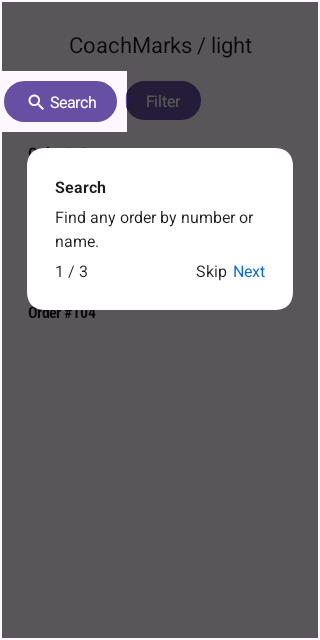 CoachMarks / light
Search
Filter
Search
Find any order by number or
name.
1 / 3
Skip Next
Order #104